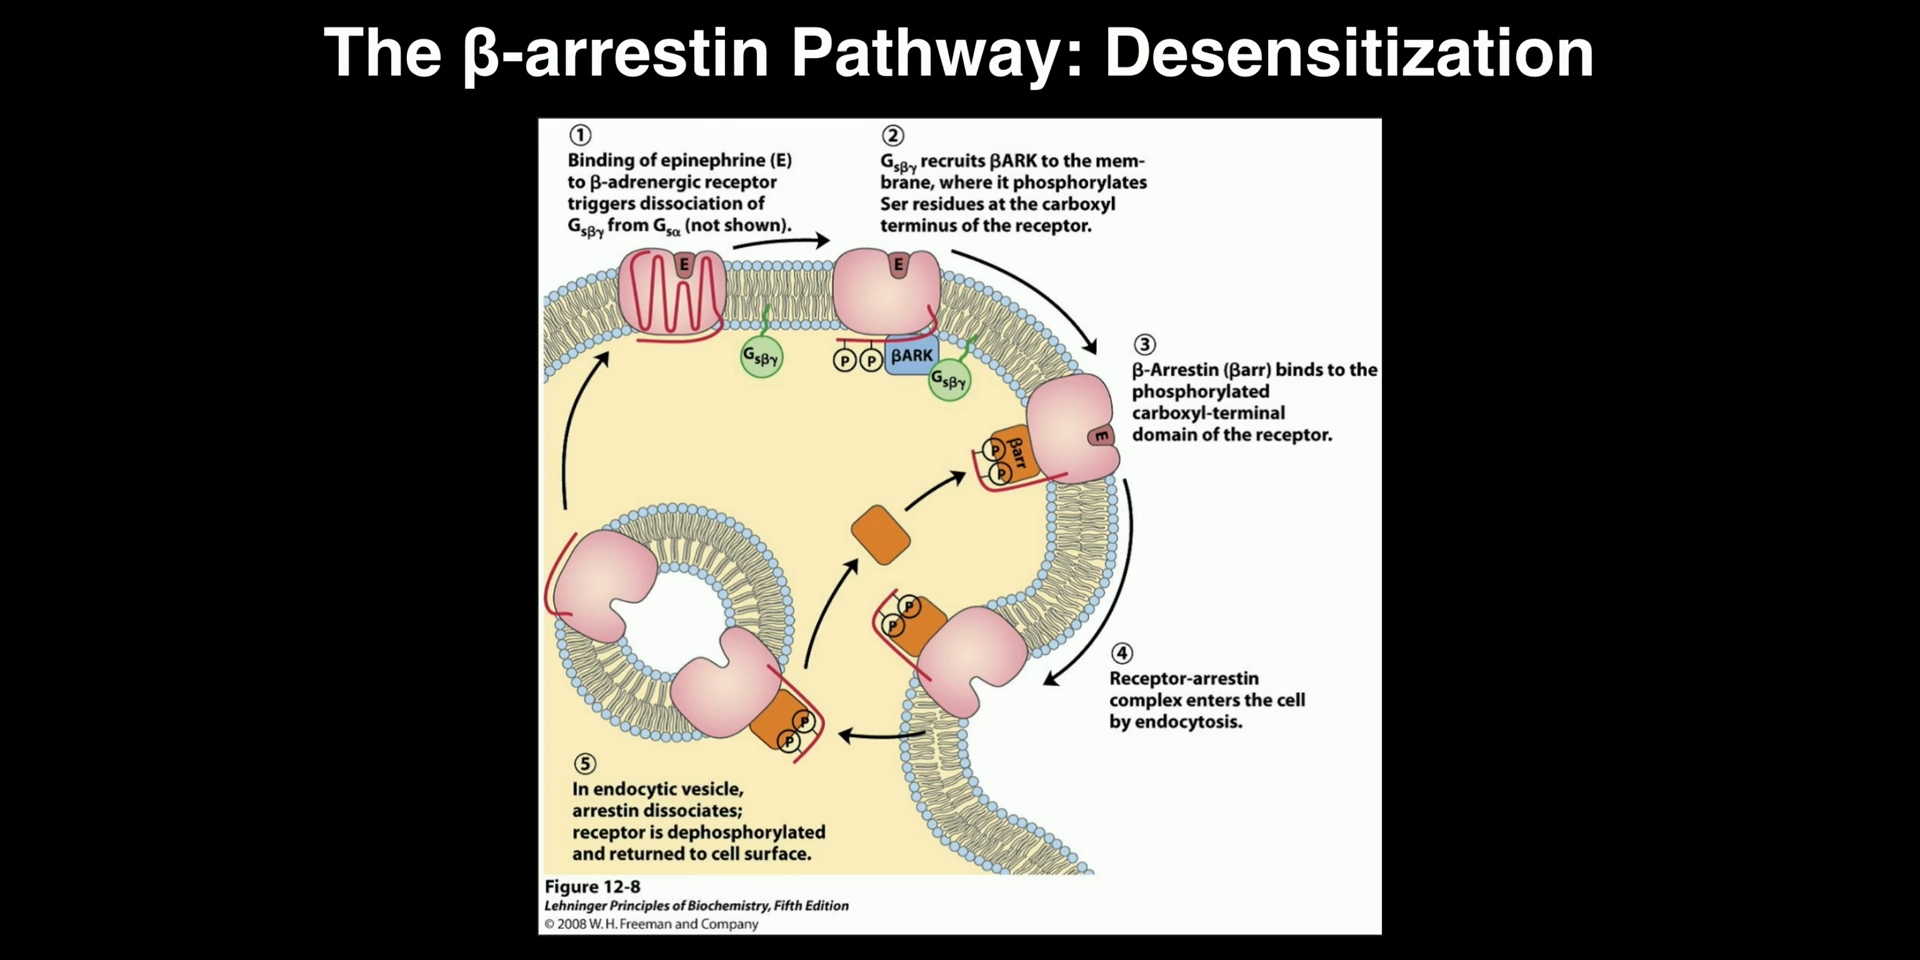 The β-arrestin Pathway: Desensitization
①
Binding of epinephrine (E)
to β-adrenergic receptor
triggers dissociation of
Gsβγ from Gsα (not shown).
②
Gsβγ recruits βARK to the mem-
brane, where it phosphorylates
Ser residues at the carboxyl
terminus of the receptor.
E
E
Gsβγ
P P βARK
Gsβγ
③
β-Arrestin (βarr) binds to the
phosphorylated
carboxyl-terminal
domain of the receptor.
E
P
P
βarr
P
P
④
Receptor-arrestin
complex enters the cell
by endocytosis.
P
P
⑤
In endocytic vesicle,
arrestin dissociates;
receptor is dephosphorylated
and returned to cell surface.
Figure 12-8
Lehninger Principles of Biochemistry, Fifth Edition
© 2008 W. H. Freeman and Company